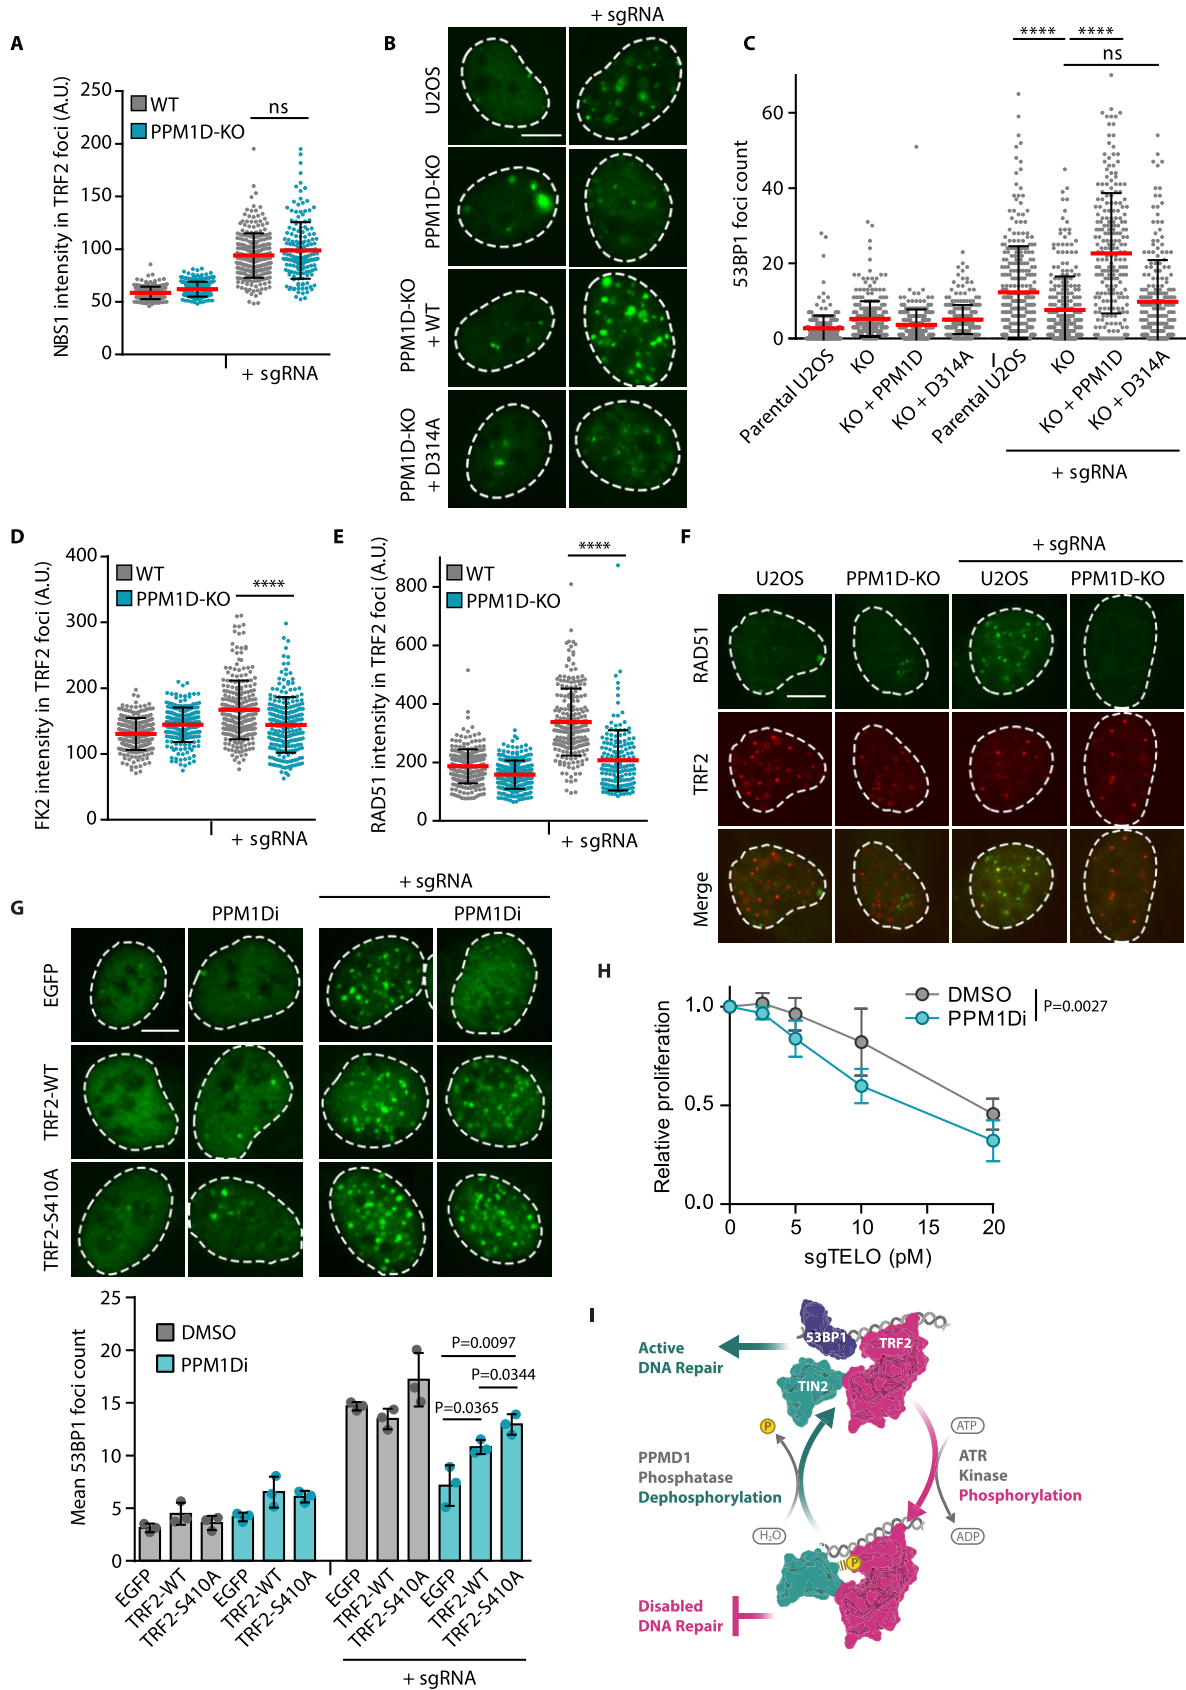 A
NBS1 intensity in TRF2 foci (A.U.)
250
200
150
100
50
0
WT
PPM1D-KO
ns
+ sgRNA
B
+ sgRNA
U2OS
PPM1D-KO
PPM1D-KO
+ WT
PPM1D-KO
+ D314A
C
53BP1 foci count
60
40
20
0
**** ****
ns
Parental U2OS
KO
KO + PPM1D
KO + D314A
Parental U2OS
KO
KO + PPM1D
KO + D314A
+ sgRNA
D
FK2 intensity in TRF2 foci (A.U.)
400
300
200
100
0
WT
PPM1D-KO
****
+ sgRNA
E
RAD51 intensity in TRF2 foci (A.U.)
800
600
400
200
0
WT
PPM1D-KO
****
+ sgRNA
F
+ sgRNA
U2OS PPM1D-KO U2OS PPM1D-KO
RAD51
TRF2
Merge
G
+ sgRNA
PPM1Di PPM1Di
EGFP
TRF2-WT
TRF2-S410A
Mean 53BP1 foci count
25
20
15
10
5
0
DMSO
PPM1Di
P=0.0097
P=0.0344
P=0.0365
EGFP
TRF2-WT
TRF2-S410A
EGFP
TRF2-WT
TRF2-S410A
EGFP
TRF2-WT
TRF2-S410A
EGFP
TRF2-WT
TRF2-S410A
+ sgRNA
H
Relative proliferation
1.0
0.5
0.0
0 5 10 15 20
sgTELO (pM)
DMSO
PPM1Di
P=0.0027
I
53BP1
TRF2
TIN2
Active
DNA Repair
P
ATP
PPMD1
Phosphatase
Dephosphorylation
ATR
Kinase
Phosphorylation
H₂O
ADP
P
Disabled
DNA Repair